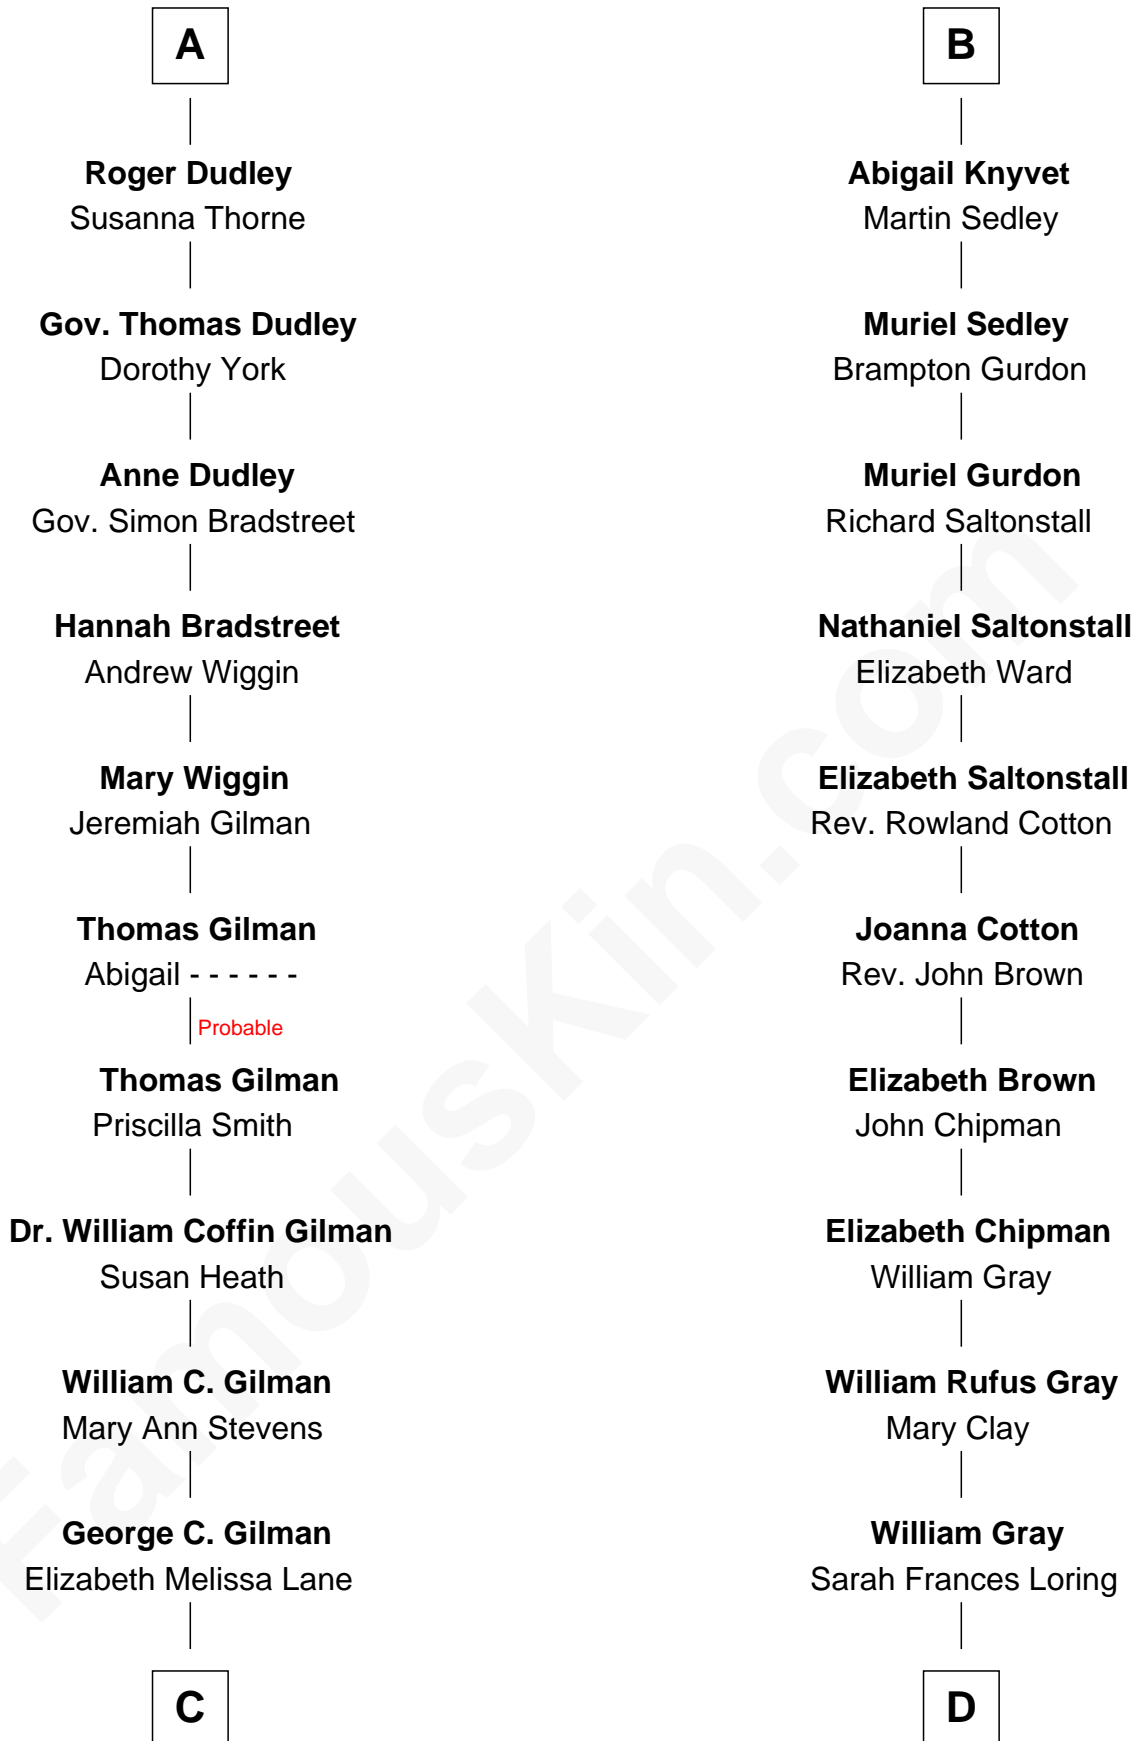 A
Roger Dudley
Susanna Thorne
Gov. Thomas Dudley
Dorothy York
Anne Dudley
Gov. Simon Bradstreet
Hannah Bradstreet
Andrew Wiggin
Mary Wiggin
Jeremiah Gilman
Thomas Gilman
Abigail - - - - - -
Probable
Thomas Gilman
Priscilla Smith
Dr. William Coffin Gilman
Susan Heath
William C. Gilman
Mary Ann Stevens
George C. Gilman
Elizabeth Melissa Lane
C
B
Abigail Knyvet
Martin Sedley
Muriel Sedley
Brampton Gurdon
Muriel Gurdon
Richard Saltonstall
Nathaniel Saltonstall
Elizabeth Ward
Elizabeth Saltonstall
Rev. Rowland Cotton
Joanna Cotton
Rev. John Brown
Elizabeth Brown
John Chipman
Elizabeth Chipman
William Gray
William Rufus Gray
Mary Clay
William Gray
Sarah Frances Loring
D
FamousKin.com